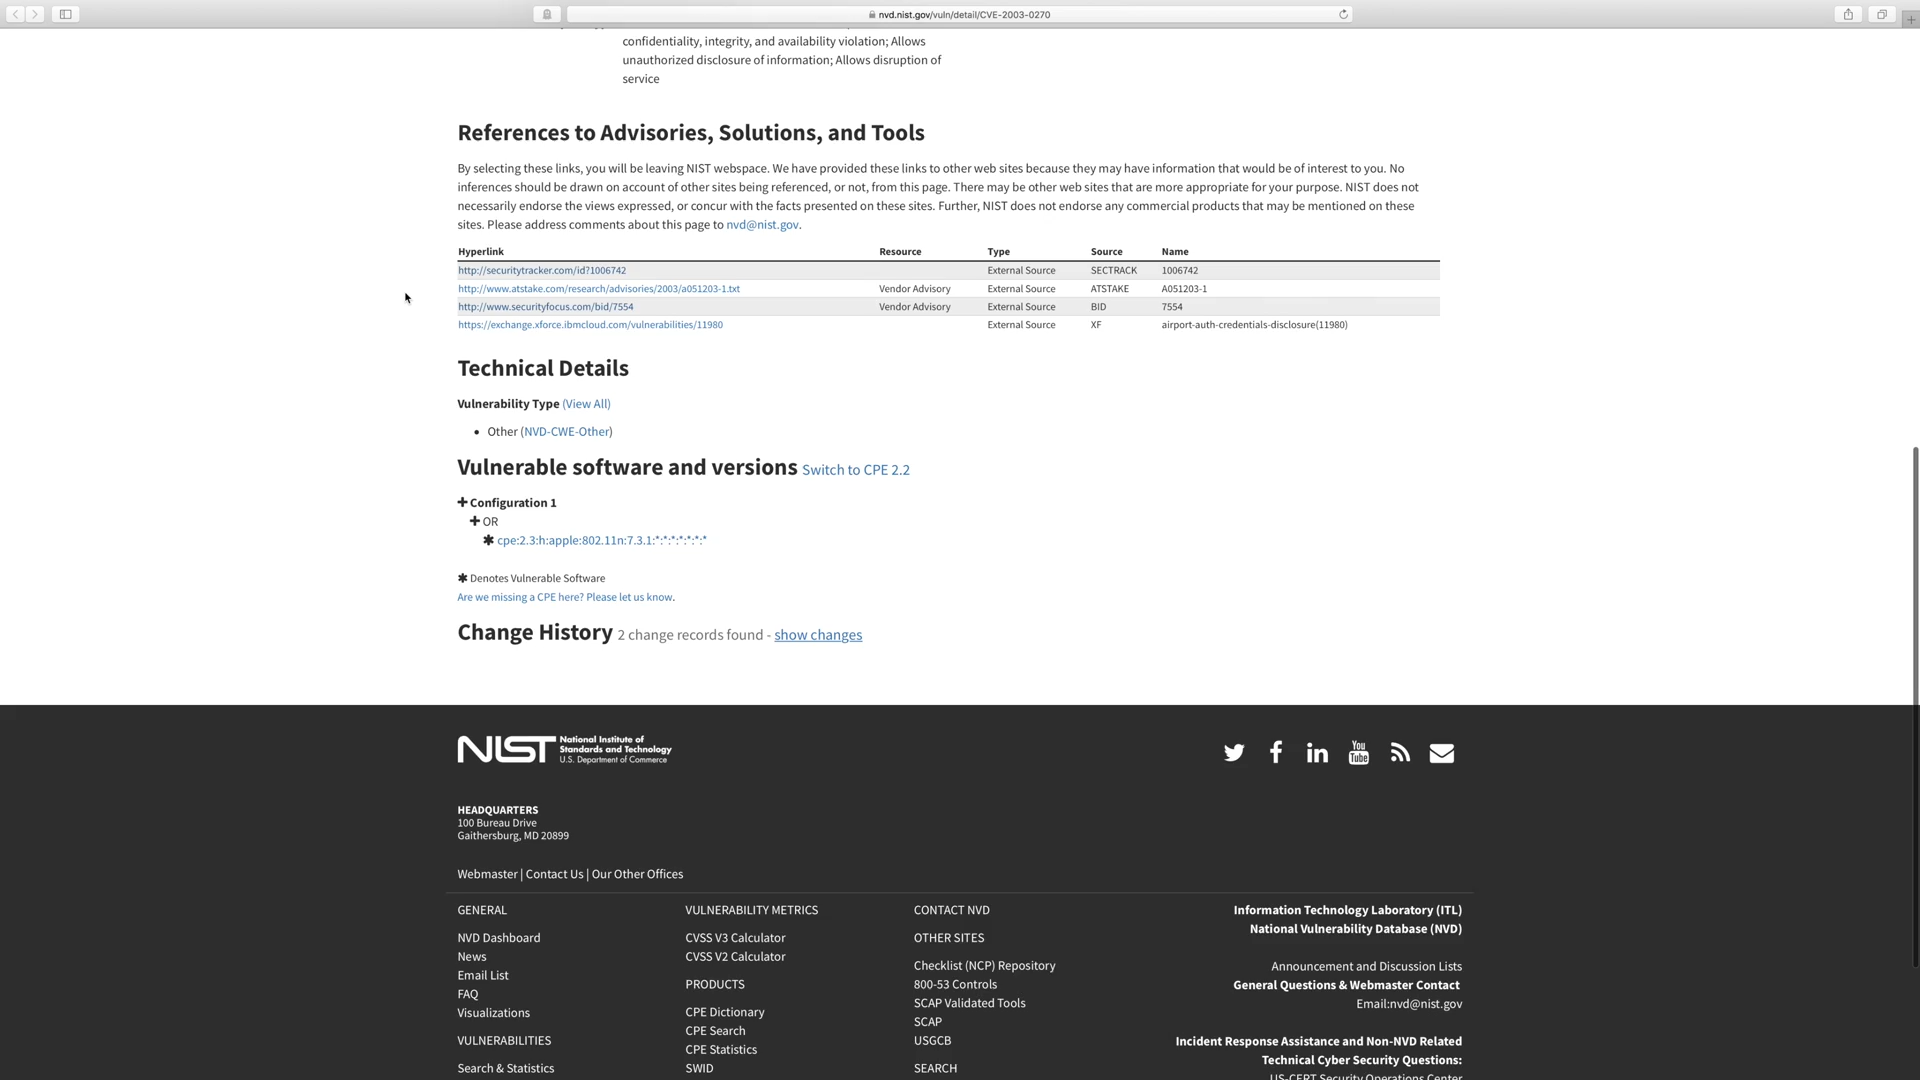 nvd.nist.gov/vuln/detail/CVE-2003-0270
confidentiality, integrity, and availability violation; Allows
unauthorized disclosure of information; Allows disruption of
service
References to Advisories, Solutions, and Tools
By selecting these links, you will be leaving NIST webspace. We have provided these links to other web sites because they may have information that would be of interest to you. No
inferences should be drawn on account of other sites being referenced, or not, from this page. There may be other web sites that are more appropriate for your purpose. NIST does not
necessarily endorse the views expressed, or concur with the facts presented on these sites. Further, NIST does not endorse any commercial products that may be mentioned on these
sites. Please address comments about this page to nvd@nist.gov.
Hyperlink Resource Type Source Name
http://securitytracker.com/id?1006742 External Source SECTRACK 1006742
http://www.atstake.com/research/advisories/2003/a051203-1.txt Vendor Advisory External Source ATSTAKE A051203-1
http://www.securityfocus.com/bid/7554 Vendor Advisory External Source BID 7554
https://exchange.xforce.ibmcloud.com/vulnerabilities/11980 External Source XF airport-auth-credentials-disclosure(11980)
Technical Details
Vulnerability Type (View All)
• Other (NVD-CWE-Other)
Vulnerable software and versions Switch to CPE 2.2
+ Configuration 1
+ OR
✱ cpe:2.3:h:apple:802.11n:7.3.1:*:*:*:*:*:*:*
✱ Denotes Vulnerable Software
Are we missing a CPE here? Please let us know.
Change History 2 change records found - show changes
NIST National Institute of
Standards and Technology
U.S. Department of Commerce
You
Tube
HEADQUARTERS
100 Bureau Drive
Gaithersburg, MD 20899
Webmaster | Contact Us | Our Other Offices
GENERAL
NVD Dashboard
News
Email List
FAQ
Visualizations
VULNERABILITIES
Search & Statistics
VULNERABILITY METRICS
CVSS V3 Calculator
CVSS V2 Calculator
PRODUCTS
CPE Dictionary
CPE Search
CPE Statistics
SWID
CONTACT NVD
OTHER SITES
Checklist (NCP) Repository
800-53 Controls
SCAP Validated Tools
SCAP
USGCB
SEARCH
Information Technology Laboratory (ITL)
National Vulnerability Database (NVD)
Announcement and Discussion Lists
General Questions & Webmaster Contact
Email:nvd@nist.gov
Incident Response Assistance and Non-NVD Related
Technical Cyber Security Questions:
US-CERT Security Operations Center